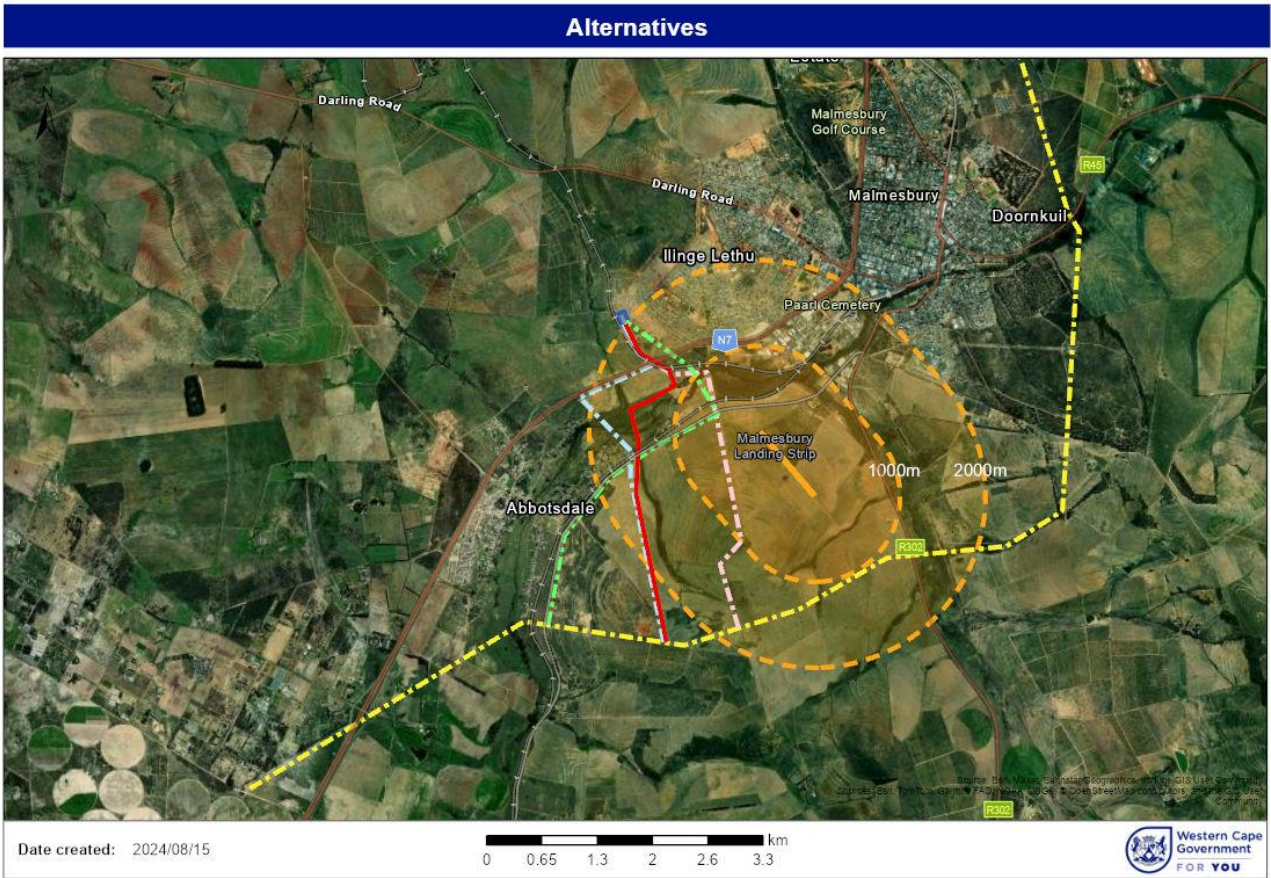 Alternatives
N
Darling Road
Malmesbury
Golf Course
R45
Darling Road
Malmesbury
Doornkuil
Ilinge Lethu
Paarl Cemetery
N7
Malmesbury
Landing Strip
1000m
2000m
Abbotsdale
R302
R302
Community
Date created: 2024/08/15
km
0 0.65 1.3 2 2.6 3.3
Western Cape
Government
FOR YOU